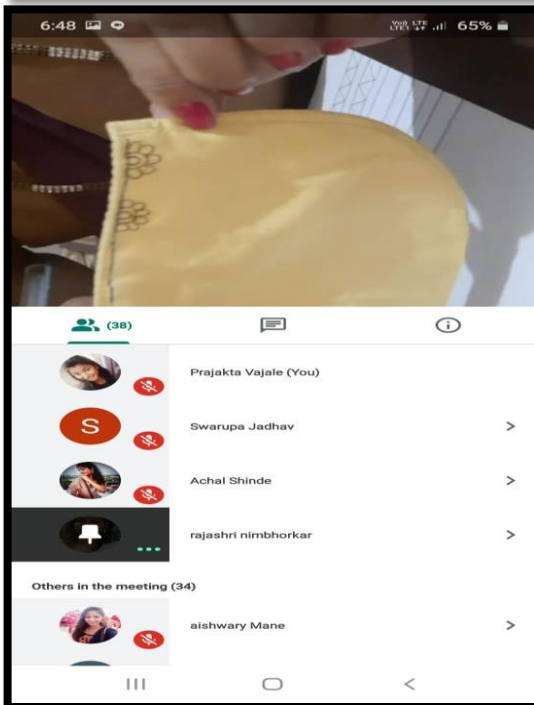 6:48 65%
(38)
Prajakta Vajale (You)
S Swarupa Jadhav
Achal Shinde
rajashri nimbhorkar
Others in the meeting (34)
aishwary Mane